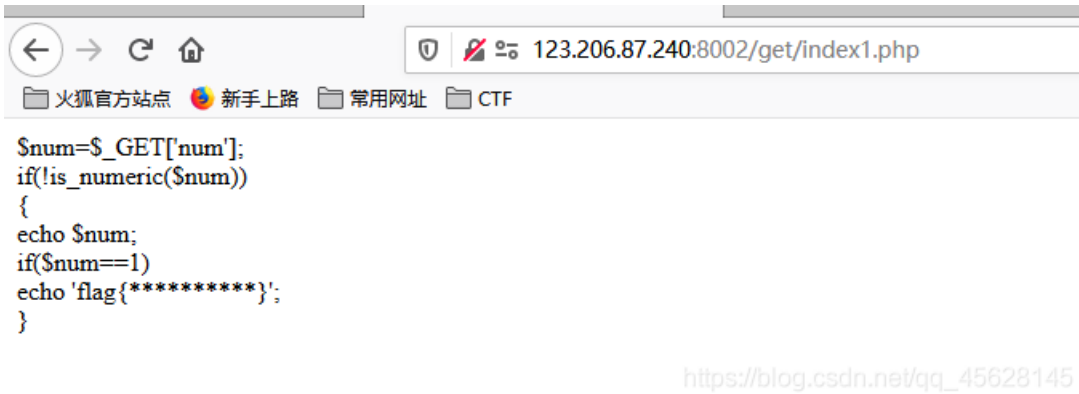 123.206.87.240:8002/get/index1.php
火狐官方站点 新手上路 常用网址 CTF
$num=$_GET['num'];
if(!is_numeric($num))
{
echo $num;
if($num==1)
echo 'flag{**********}';
}
https://blog.csdn.net/qq_45628145